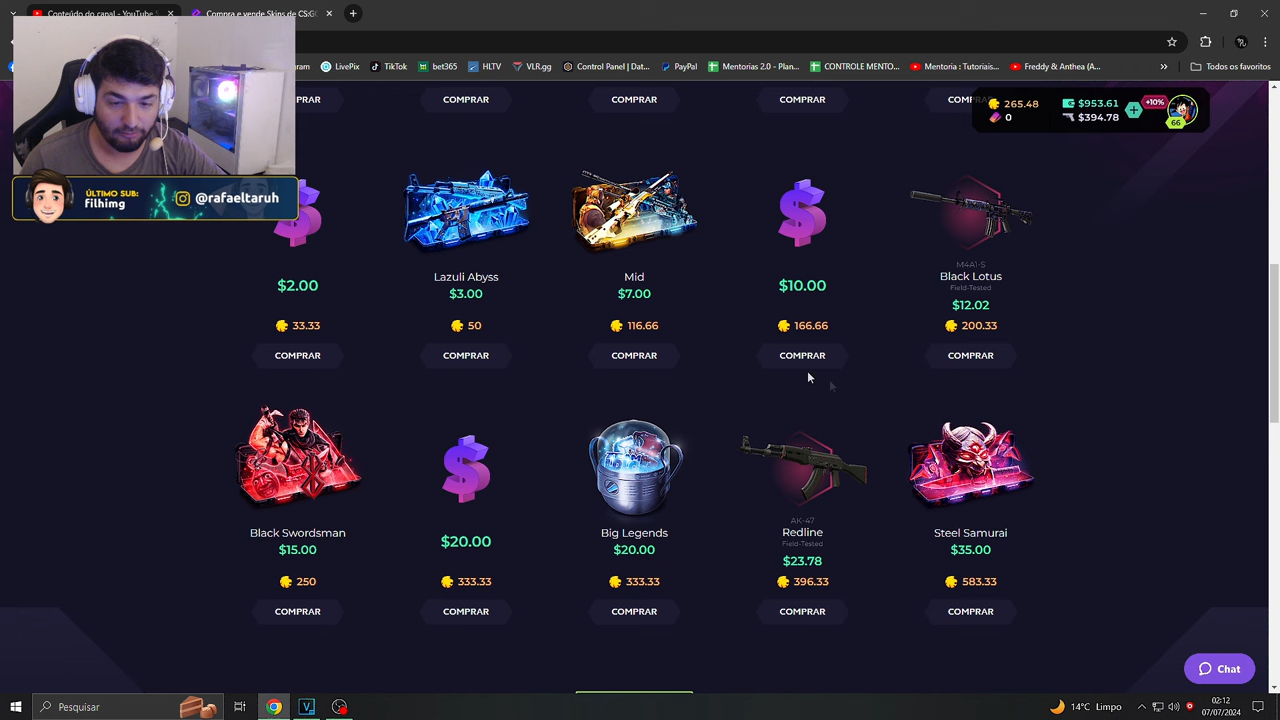 Conteúdo do canal - YouTube S
Compra e vende Skins de CS:GO
LivePix
TikTok
bet365
HLTV
VLR.gg
Control Panel | Dat...
PayPal
Mentorias 2.0 - Plan...
CONTROLE MENTO...
Mentoria : Tutoriais...
Freddy & Anthea (A...
Todos os favoritos
COMPRAR
COMPRAR
COMPRAR
265.48
0
$953.61
$394.78
+10%
66
ÚLTIMO SUB:
filhimg
@rafaeltaruh
$2.00
33.33
COMPRAR
Lazuli Abyss
$3.00
50
COMPRAR
Mid
$7.00
116.66
COMPRAR
$10.00
166.66
COMPRAR
M4A1-S
Black Lotus
Field-Tested
$12.02
200.33
COMPRAR
Black Swordsman
$15.00
250
COMPRAR
$20.00
333.33
COMPRAR
Big Legends
$20.00
333.33
COMPRAR
AK-47
Redline
Field-Tested
$23.78
396.33
COMPRAR
Steel Samurai
$35.00
583.33
COMPRAR
Chat
Pesquisar
14°C Limpo
02:12
07/07/2024